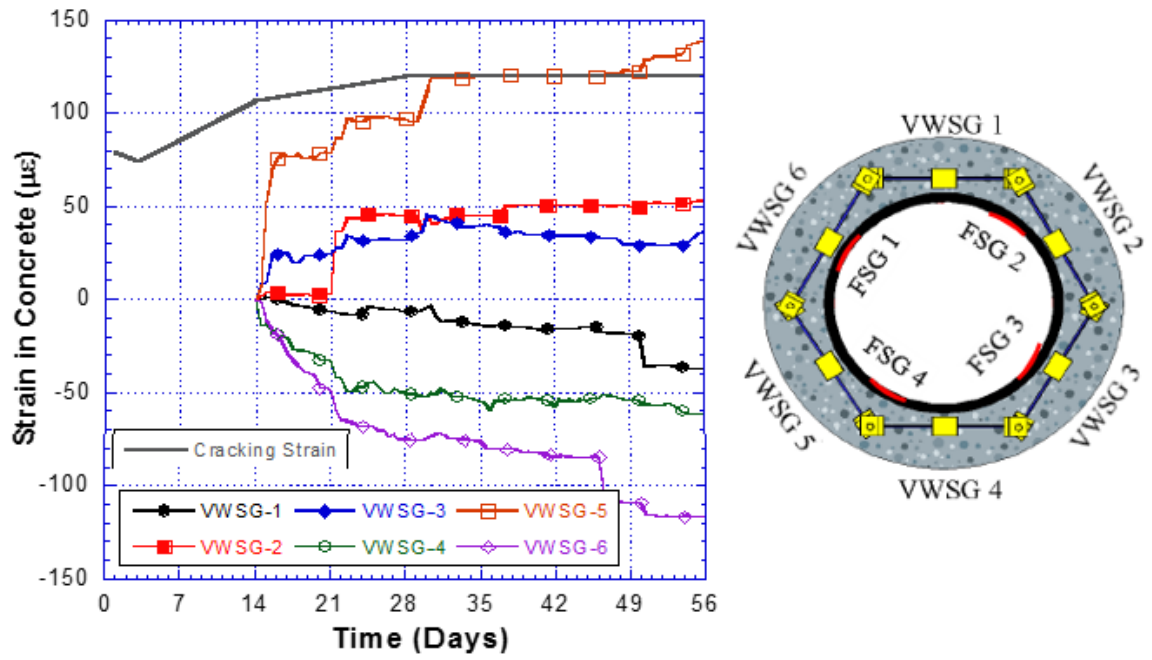 150
100
50
0
-50
-100
-150
Strain in Concrete (με)
Cracking Strain
VWSG-1 VWSG-3 VWSG-5
VWSG-2 VWSG-4 VWSG-6
0 7 14 21 28 35 42 49 56
Time (Days)
VWSG 1
VWSG 6
VWSG 2
FSG 1
FSG 2
FSG 4
FSG 3
VWSG 5
VWSG 3
VWSG 4